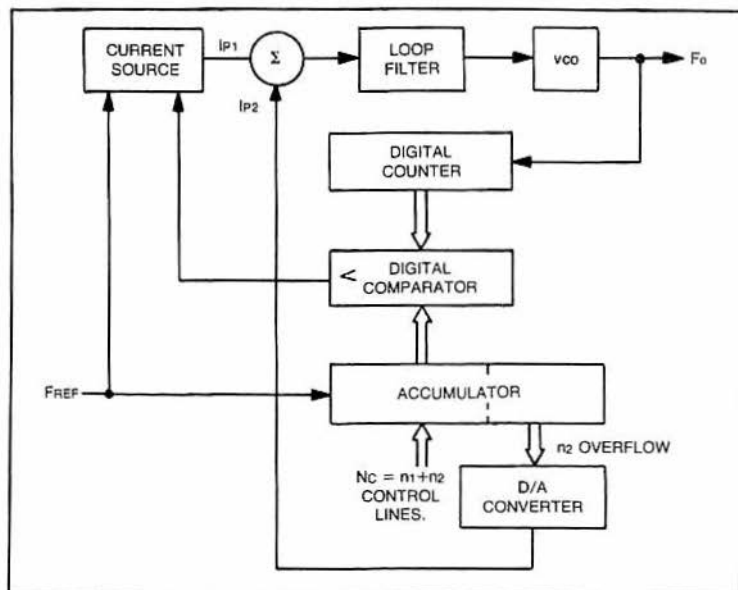 CURRENT
SOURCE
IP1
Σ
LOOP
FILTER
VCO
Fo
IP2
DIGITAL
COUNTER
<
DIGITAL
COMPARATOR
FREF
ACCUMULATOR
n2 OVERFLOW
NC = n1+n2
CONTROL
LINES.
D/A
CONVERTER